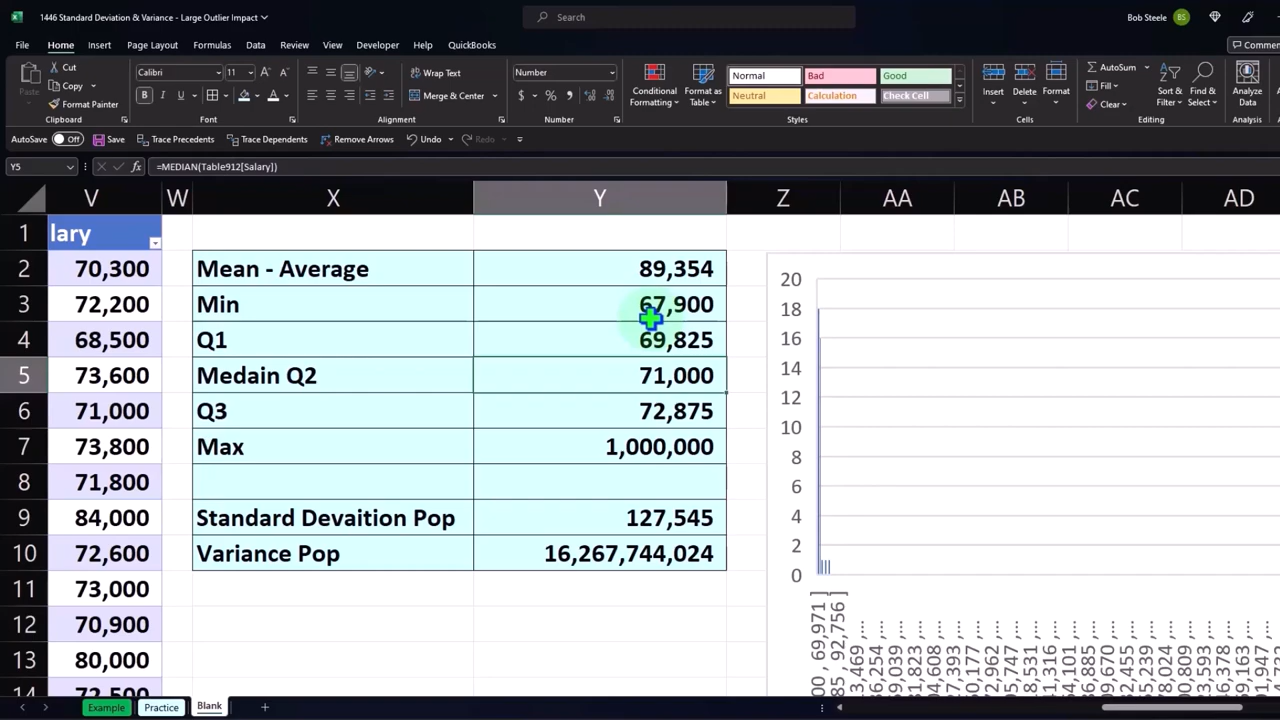 1446 Standard Deviation & Variance - Large Outlier Impact
Search
Bob Steele BS
File Home Insert Page Layout Formulas Data Review View Developer Help QuickBooks
Comments
Paste
Cut
Copy
Format Painter
Clipboard
Calibri 11
B I U
Font
Wrap Text
Merge & Center
Alignment
Number
$ % ,
Number
Conditional
Formatting
Format as
Table
Normal Bad Good
Neutral Calculation Check Cell
Styles
Insert Delete Format
Cells
AutoSum
Fill
Clear
Sort &
Filter
Find &
Select
Editing
Analyze
Data
Analysis
AutoSave Off Save Trace Precedents Trace Dependents Remove Arrows Undo Redo
Y5 fx =MEDIAN(Table912[Salary])
V W X Y Z AA AB AC AD
1 lary
2 70,300 Mean - Average 89,354
3 72,200 Min 67,900
4 68,500 Q1 69,825
5 73,600 Medain Q2 71,000
6 71,000 Q3 72,875
7 73,800 Max 1,000,000
8 71,800
9 84,000 Standard Devaition Pop 127,545
10 72,600 Variance Pop 16,267,744,024
11 73,000
12 70,900
13 80,000
14 72,500
20
18
16
14
12
10
8
6
4
2
0
Example Practice Blank